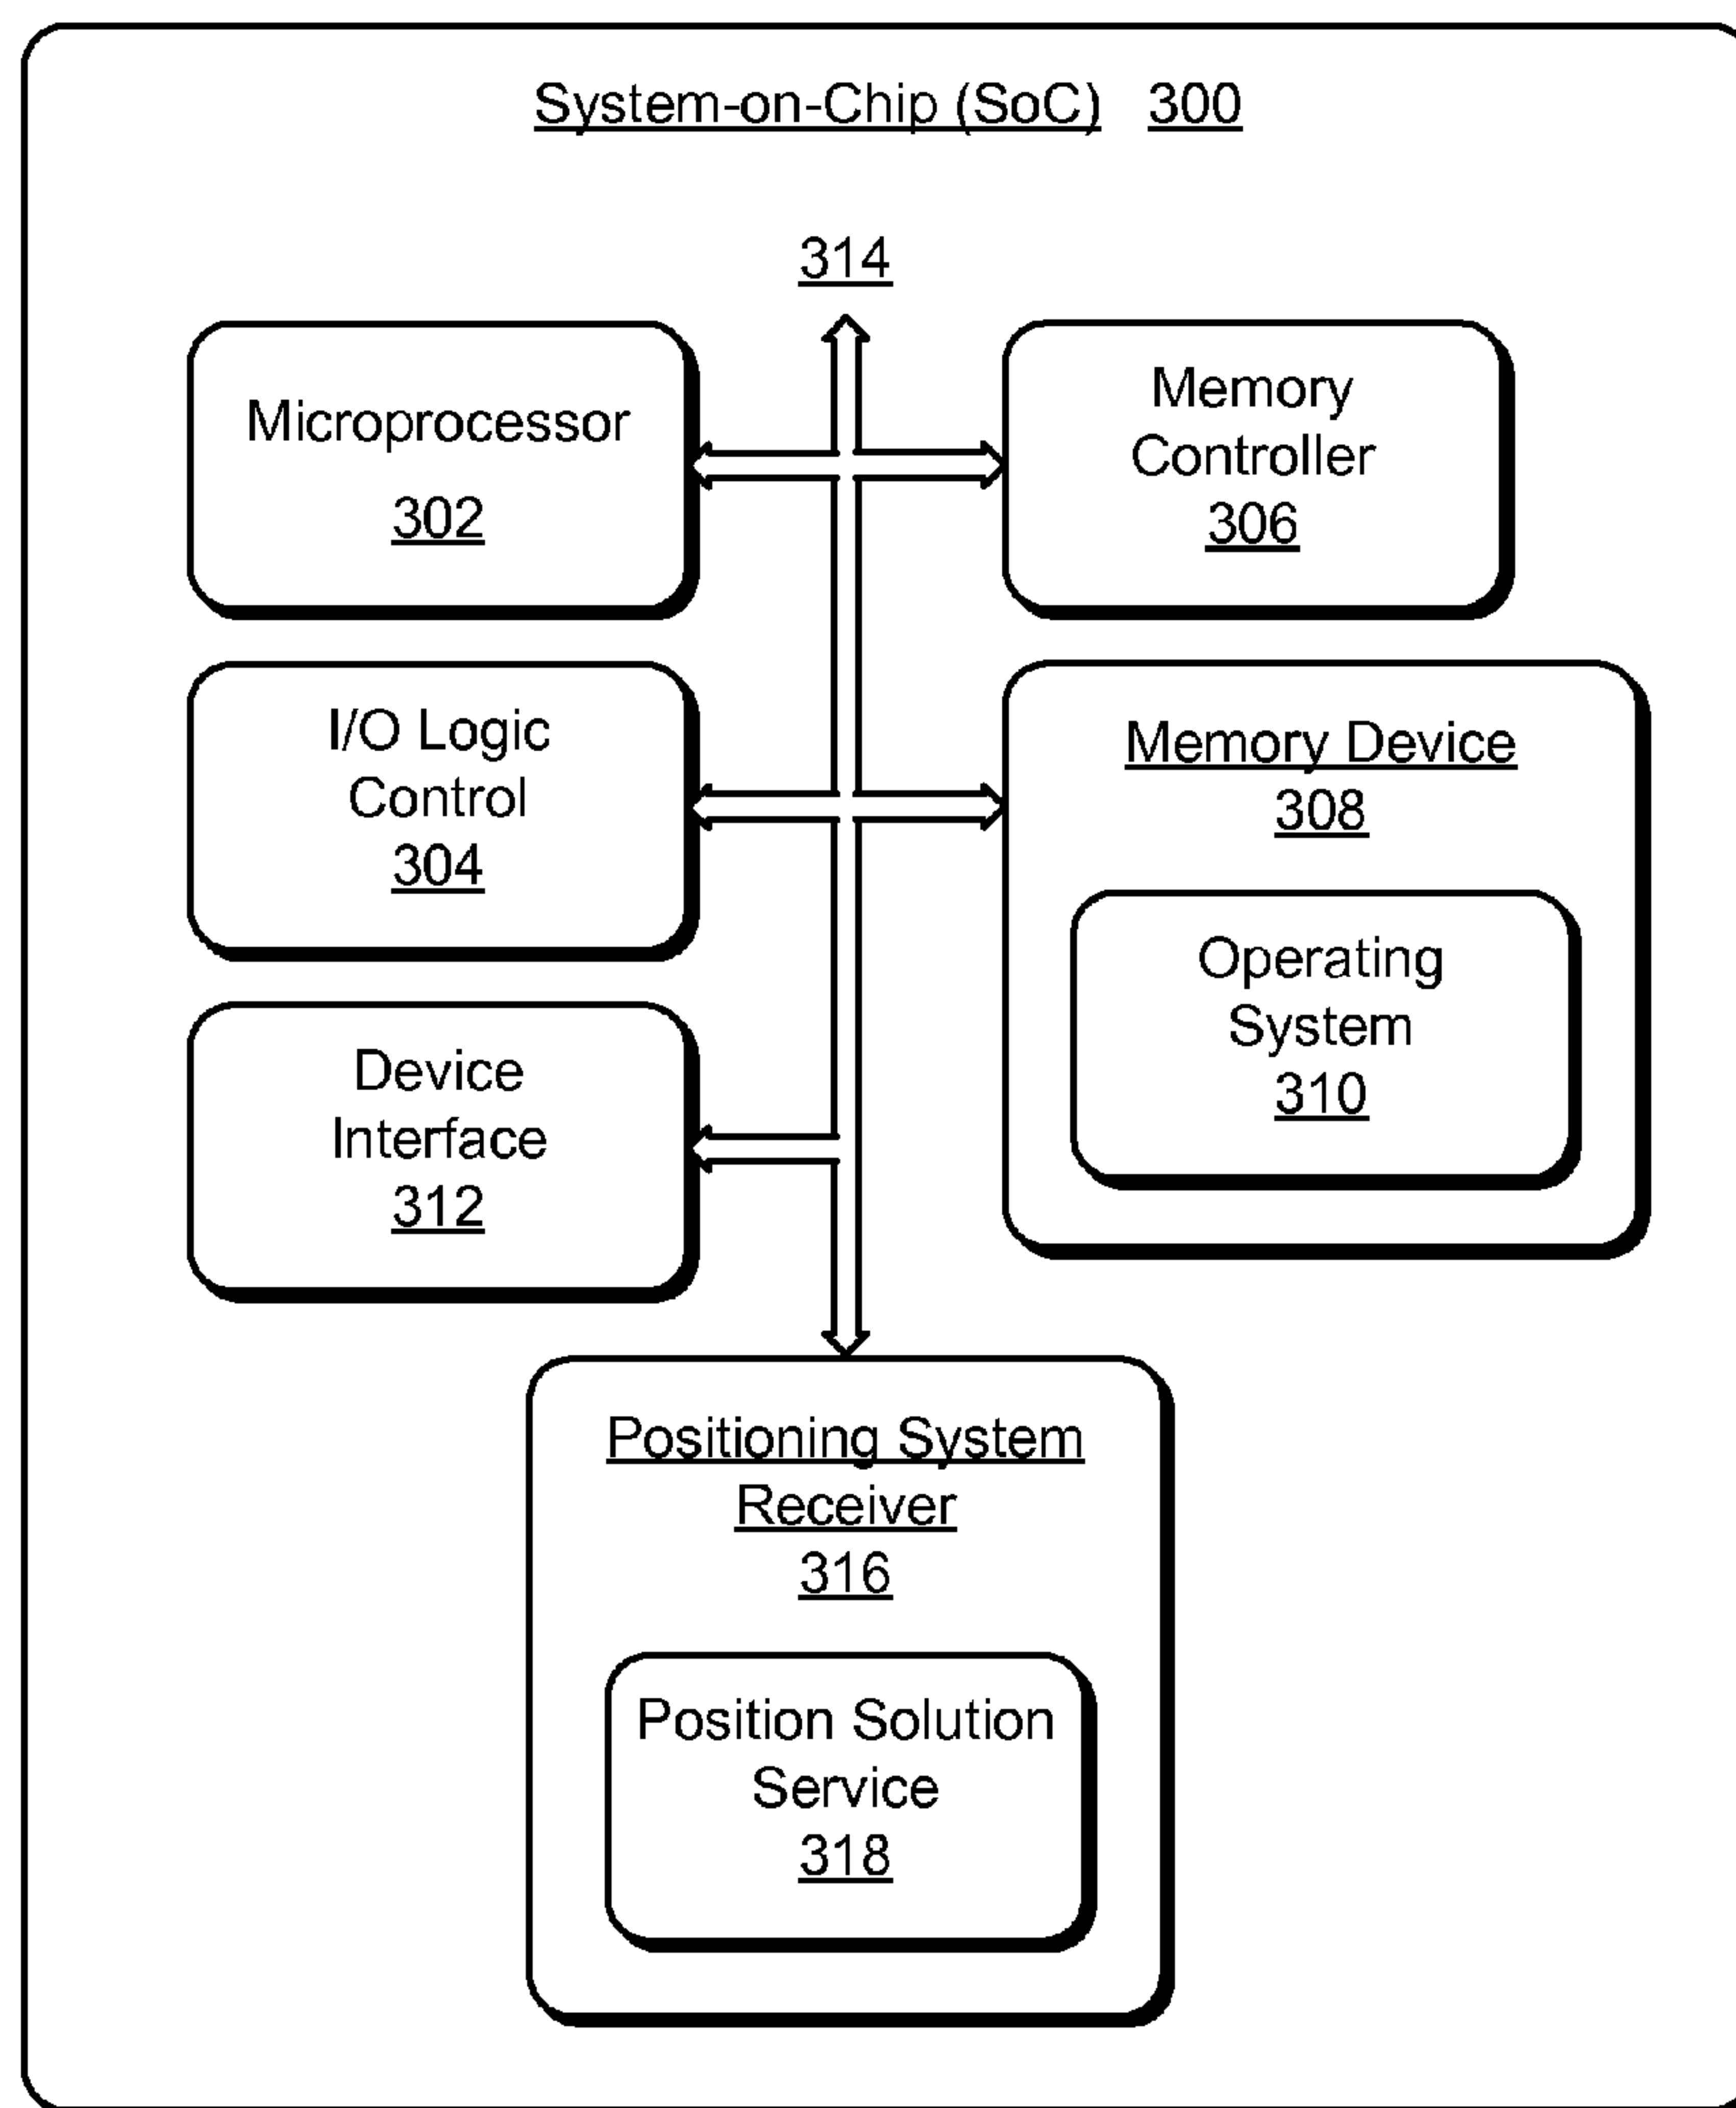 System-on-Chip (SoC) 300
314
Microprocessor
302
Memory
Controller
306
I/O Logic
Control
304
Memory Device
308
Operating
System
310
Device
Interface
312
Positioning System
Receiver
316
Position Solution
Service
318